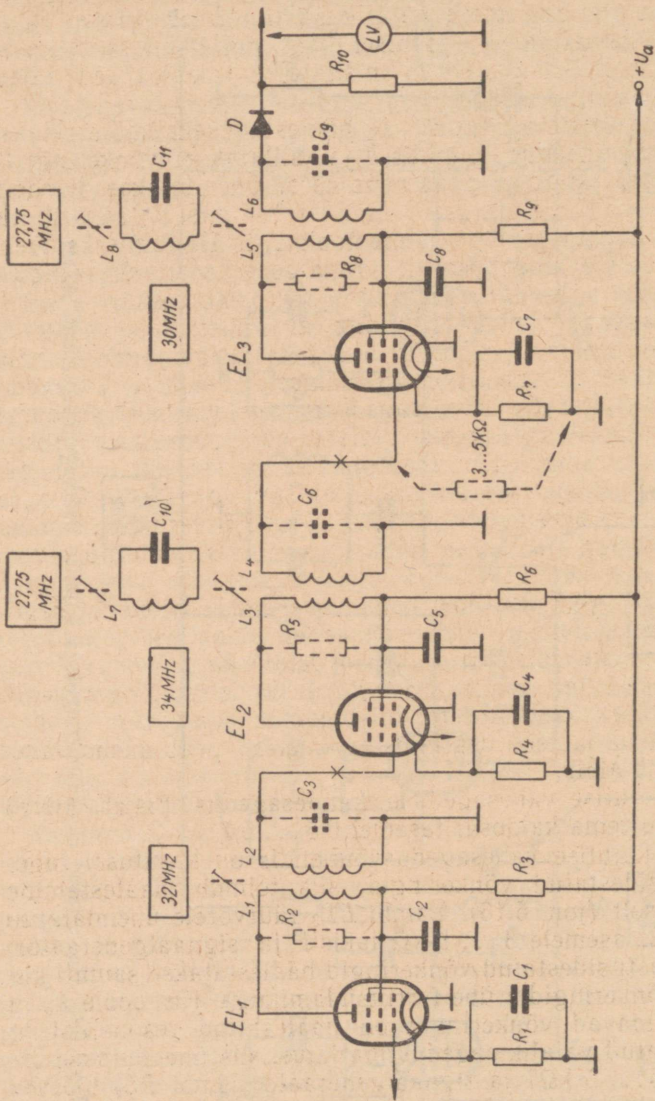 27,75
MHz
27,75
MHz
L7
C10
L8
C11
32MHz
34MHz
30MHz
L1
L2
L3
L4
L5
L6
EL1
R2
C3
EL2
R5
C6
EL3
R8
C9
D
R10
LV
C2
C5
C8
R1
C1
R3
R4
C4
R6
3...5kΩ
R7
C7
R9
+Ua